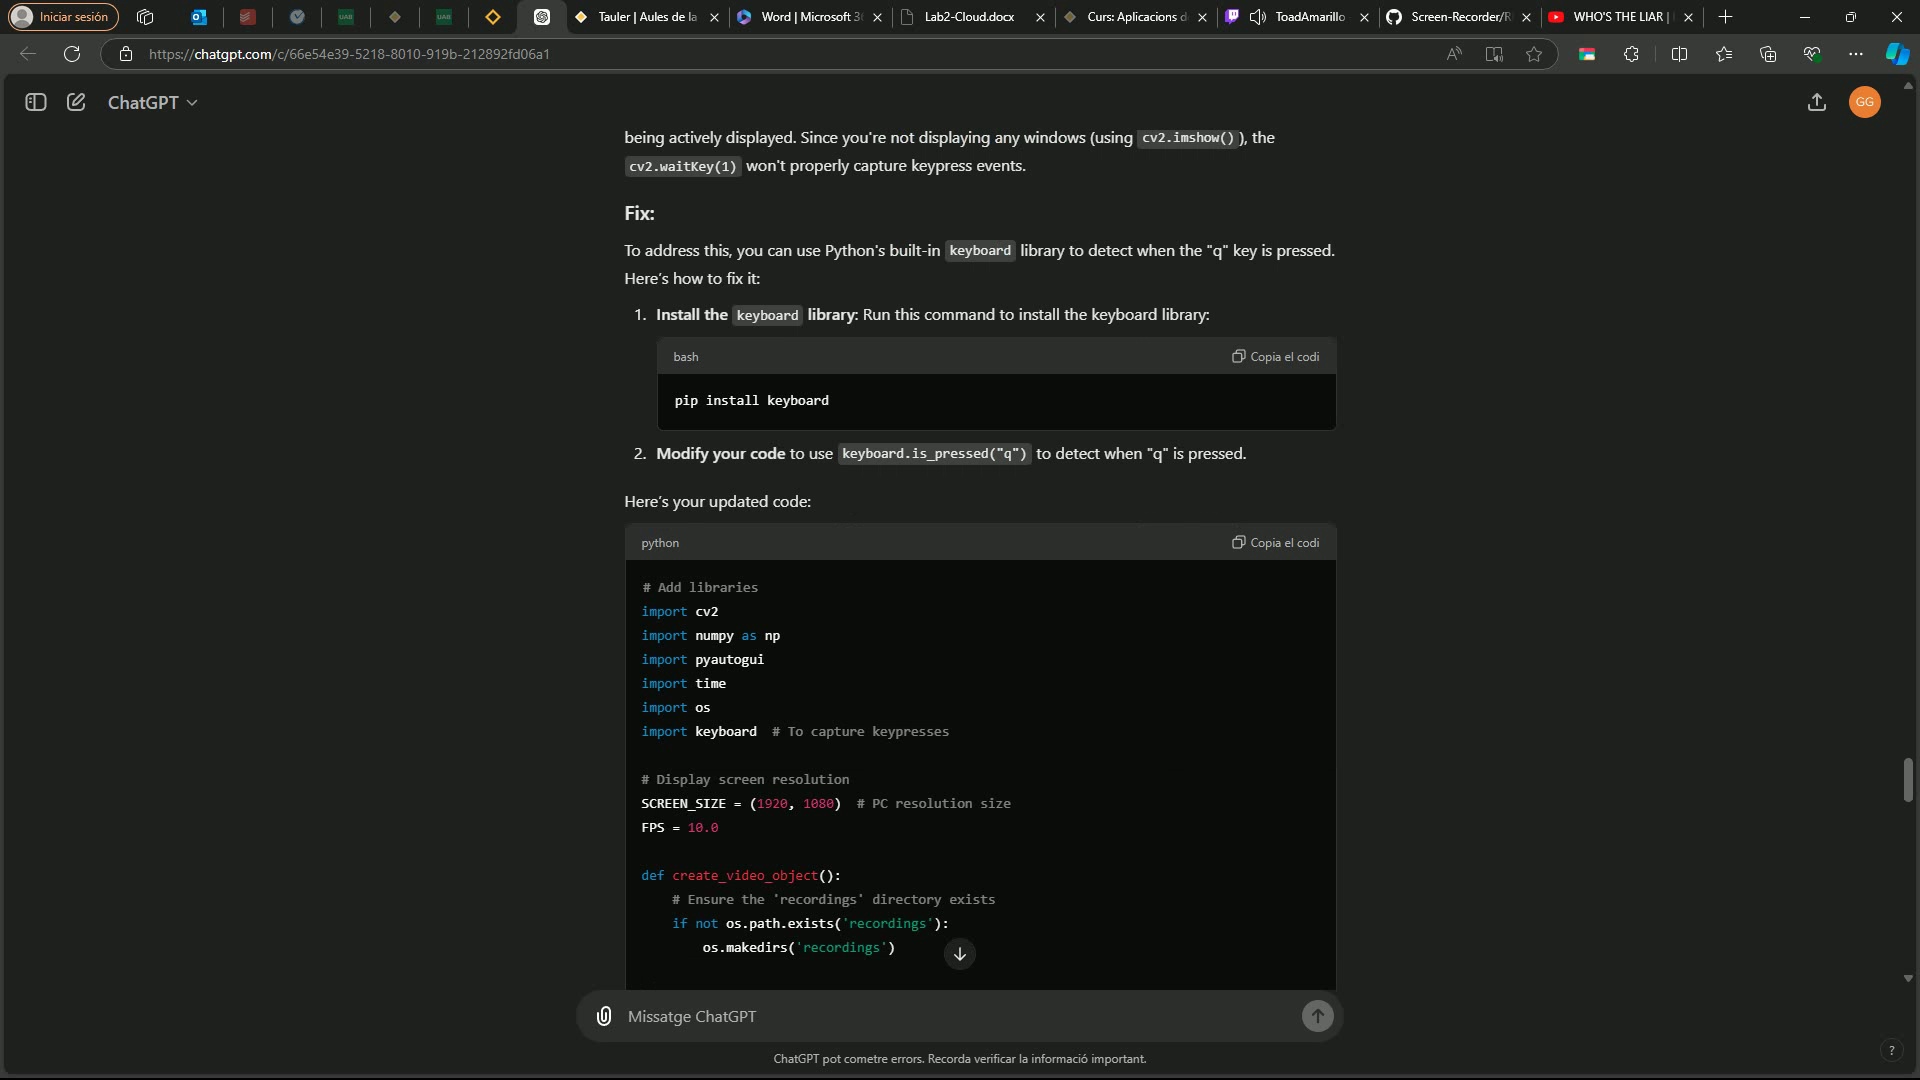 Iniciar sesión
UAB
UAB
Tauler | Aules de la
Word | Microsoft 3
Lab2-Cloud.docx
Curs: Aplicacions d
ToadAmarillo
Screen-Recorder/R
WHO'S THE LIAR |
https://chatgpt.com/c/66e54e39-5218-8010-919b-212892fd06a1
ChatGPT
GG
being actively displayed. Since you're not displaying any windows (using cv2.imshow() ), the
cv2.waitKey(1) won't properly capture keypress events.
Fix:
To address this, you can use Python's built-in keyboard library to detect when the "q" key is pressed.
Here's how to fix it:
1. Install the keyboard library: Run this command to install the keyboard library:
bash
Copia el codi
pip install keyboard
2. Modify your code to use keyboard.is_pressed("q") to detect when "q" is pressed.
Here's your updated code:
python
Copia el codi
# Add libraries
import cv2
import numpy as np
import pyautogui
import time
import os
import keyboard  # To capture keypresses
# Display screen resolution
SCREEN_SIZE = (1920, 1080)  # PC resolution size
FPS = 10.0
def create_video_object():
    # Ensure the 'recordings' directory exists
    if not os.path.exists('recordings'):
        os.makedirs('recordings')
Missatge ChatGPT
ChatGPT pot cometre errors. Recorda verificar la informació important.
?